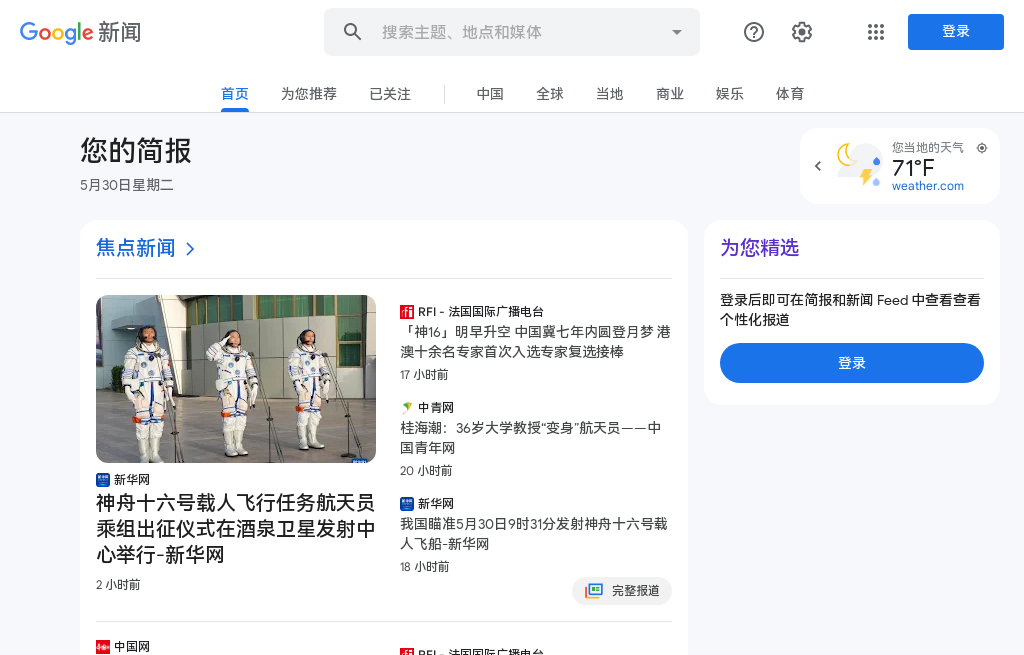 Google 新闻
搜索主题、地点和媒体
登录
首页
为您推荐
已关注
中国
全球
当地
商业
娱乐
体育
您的简报
5月30日星期二
您当地的天气
71°F
weather.com
焦点新闻
新华网
神舟十六号载人飞行任务航天员
乘组出征仪式在酒泉卫星发射中
心举行-新华网
2 小时前
RFI - 法国国际广播电台
「神16」明早升空 中国冀七年内圆登月梦 港
澳十余名专家首次入选专家复选接棒
17 小时前
中青网
桂海潮：36岁大学教授“变身”航天员——中
国青年网
20 小时前
新华网
我国瞄准5月30日9时31分发射神舟十六号载
人飞船-新华网
18 小时前
完整报道
为您精选
登录后即可在简报和新闻 Feed 中查看查看
个性化报道
登录
中国网
RFI - 法国国际广播电台